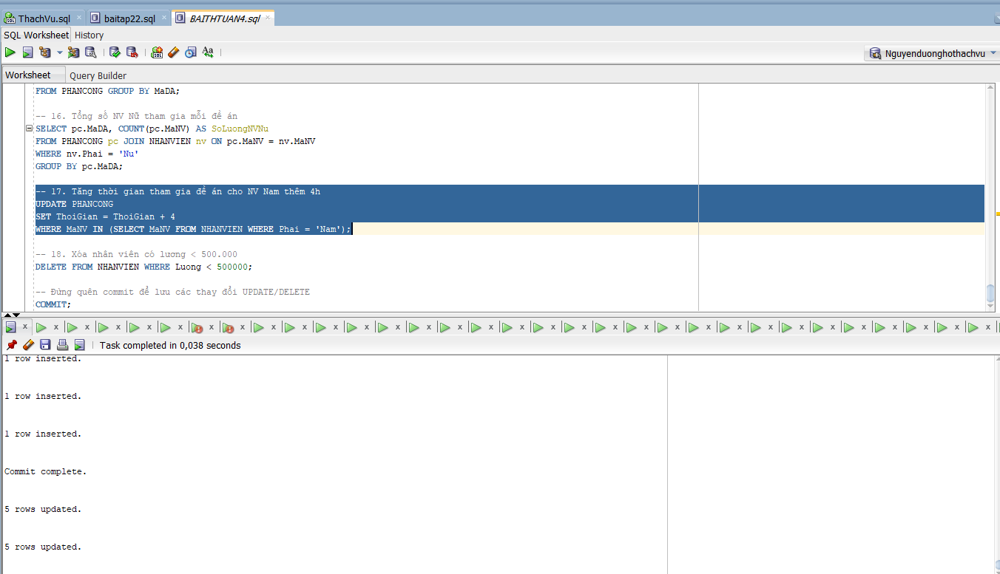 ThachVu.sql baitap22.sql BAITHTUAN4.sql
SQL Worksheet History
Nguyenduonghothachvu
Worksheet Query Builder
FROM PHANCONG GROUP BY MaDA;
-- 16. Tổng số NV Nữ tham gia mỗi đề án
SELECT pc.MaDA, COUNT(pc.MaNV) AS SoLuongNVNu
FROM PHANCONG pc JOIN NHANVIEN nv ON pc.MaNV = nv.MaNV
WHERE nv.Phai = 'Nu'
GROUP BY pc.MaDA;
-- 17. Tăng thời gian tham gia đề án cho NV Nam thêm 4h
UPDATE PHANCONG
SET ThoiGian = ThoiGian + 4
WHERE MaNV IN (SELECT MaNV FROM NHANVIEN WHERE Phai = 'Nam');
-- 18. Xóa nhân viên có lương < 500.000
DELETE FROM NHANVIEN WHERE Luong < 500000;
-- Đừng quên commit để lưu các thay đổi UPDATE/DELETE
COMMIT;
Task completed in 0,038 seconds
1 row inserted.
1 row inserted.
1 row inserted.
Commit complete.
5 rows updated.
5 rows updated.